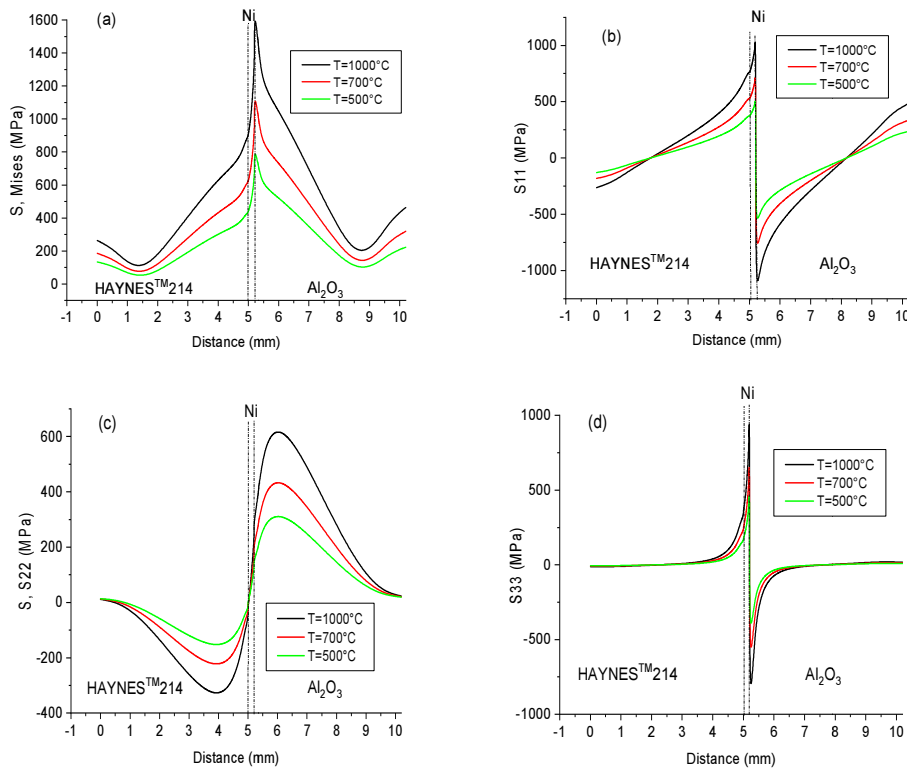 (a)
Ni
S, Mises (MPa)
1600
1400
1200
1000
800
600
400
200
0
T=1000°C
T=700°C
T=500°C
HAYNES™214
Al₂O₃
-1 0 1 2 3 4 5 6 7 8 9 10
Distance (mm)
(b)
Ni
S11 (MPa)
1000
500
0
-500
-1000
T=1000°C
T=700°C
T=500°C
HAYNES™214
Al₂O₃
-1 0 1 2 3 4 5 6 7 8 9 10
Distance (mm)
(c)
Ni
S, S22 (MPa)
600
400
200
0
-200
-400
T=1000°C
T=700°C
T=500°C
HAYNES™214
Al₂O₃
-1 0 1 2 3 4 5 6 7 8 9 10
Distance (mm)
(d)
Ni
S33 (MPa)
1000
500
0
-500
-1000
T=1000°C
T=700°C
T=500°C
HAYNES™214
Al₂O₃
-1 0 1 2 3 4 5 6 7 8 9 10
Distance (mm)